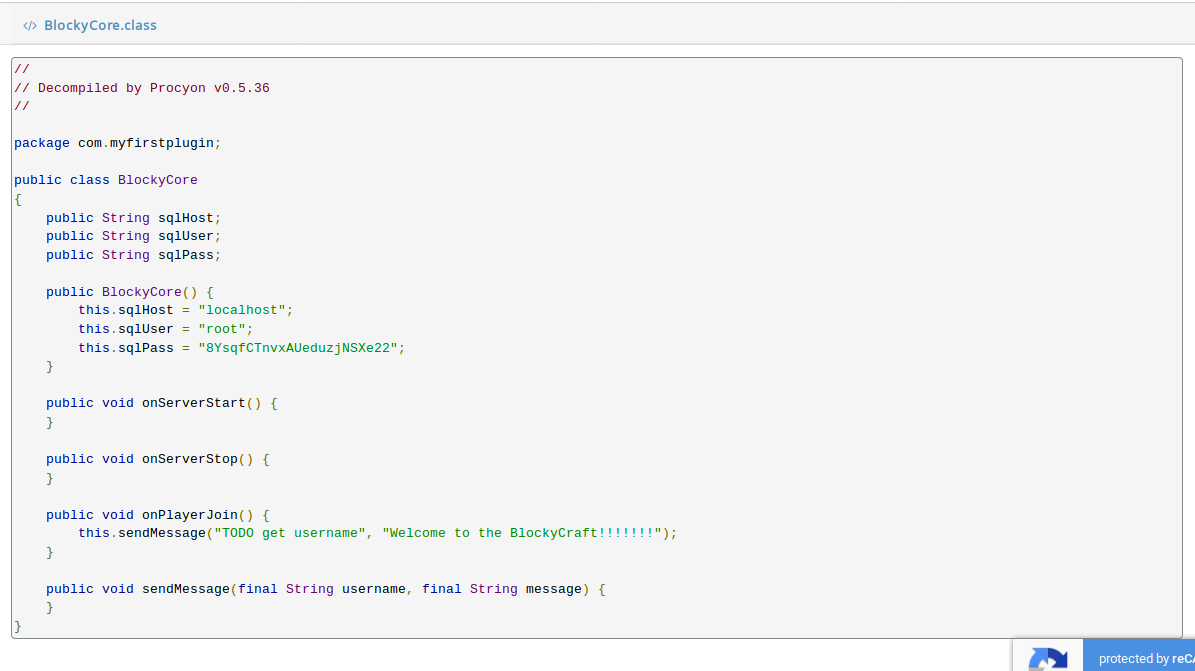 </> BlockyCore.class
//
// Decompiled by Procyon v0.5.36
//
package com.myfirstplugin;
public class BlockyCore
{
    public String sqlHost;
    public String sqlUser;
    public String sqlPass;
    public BlockyCore() {
        this.sqlHost = "localhost";
        this.sqlUser = "root";
        this.sqlPass = "8YsqfCTnvxAUeduzjNSXe22";
    }
    public void onServerStart() {
    }
    public void onServerStop() {
    }
    public void onPlayerJoin() {
        this.sendMessage("TODO get username", "Welcome to the BlockyCraft!!!!!!!");
    }
    public void sendMessage(final String username, final String message) {
    }
}
protected by reCA